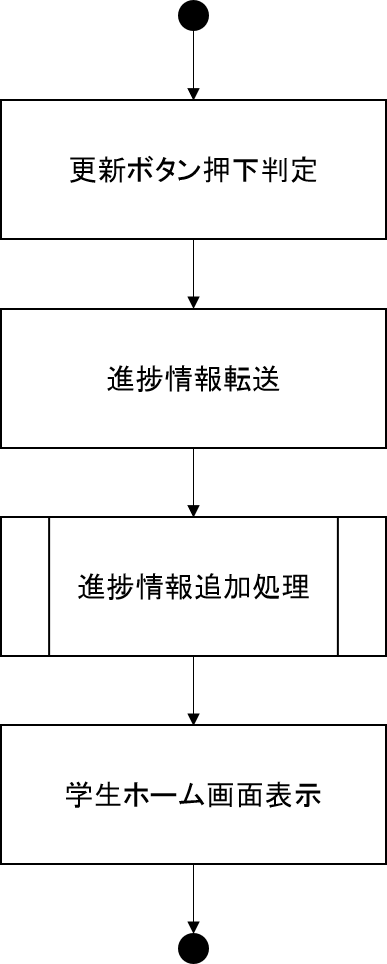 更新ボタン押下判定
進捗情報転送
進捗情報追加処理
学生ホーム画面表示